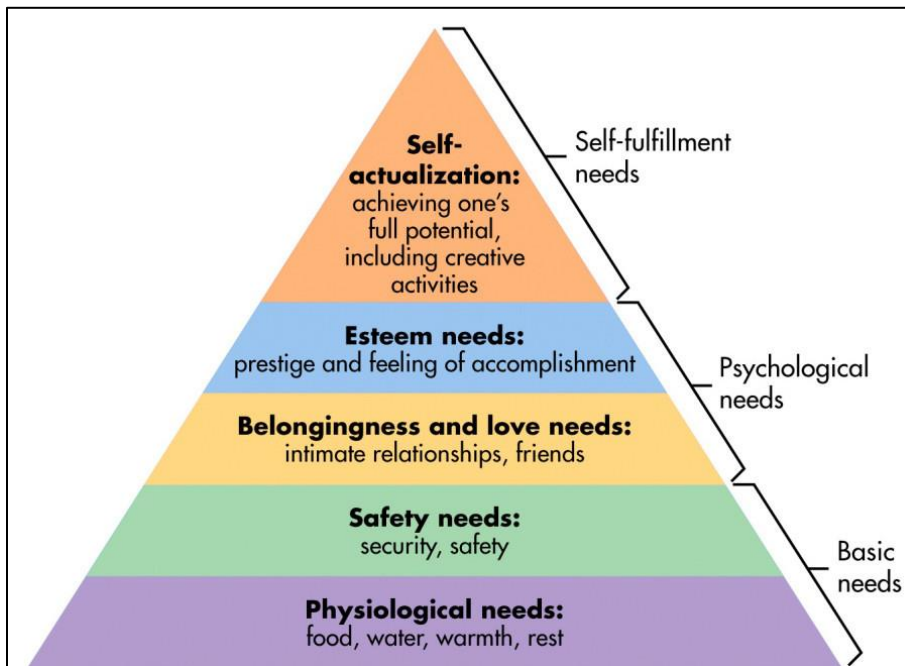 Self-
actualization:
achieving one's
full potential,
including creative
activities
Self-fulfillment
needs
Esteem needs:
prestige and feeling of accomplishment
Psychological
needs
Belongingness and love needs:
intimate relationships, friends
Safety needs:
security, safety
Basic
needs
Physiological needs:
food, water, warmth, rest